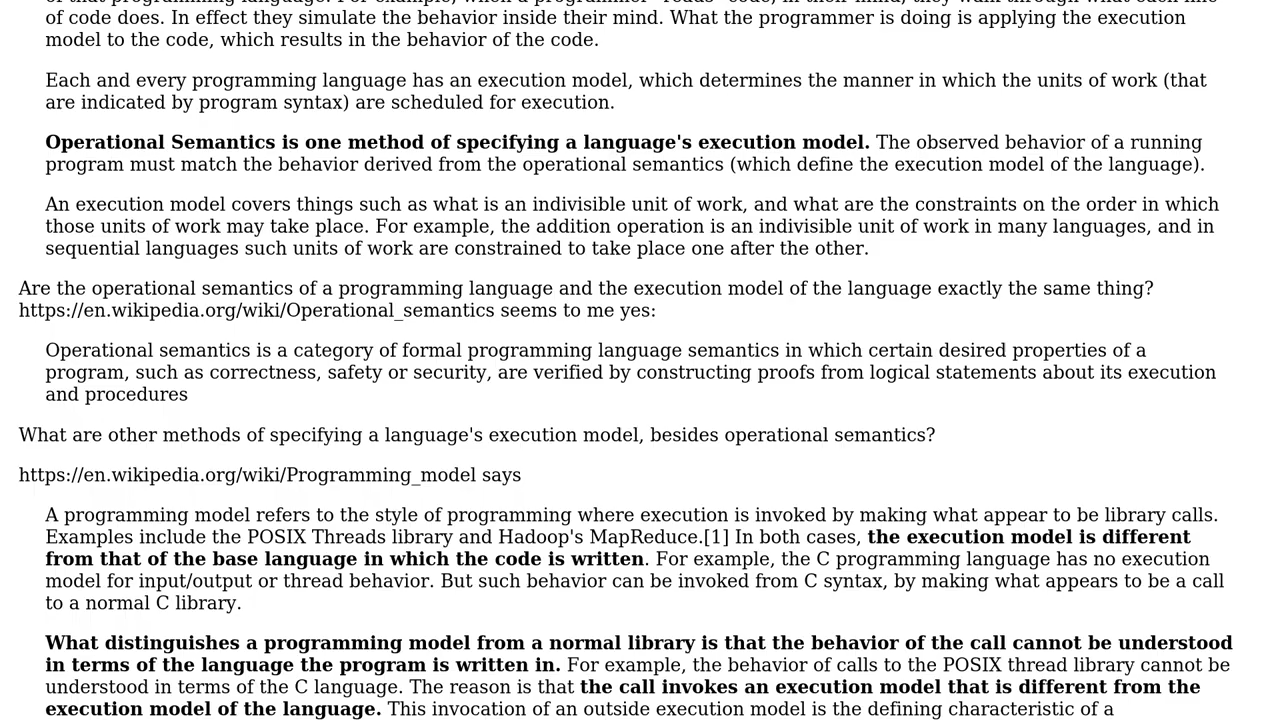 of code does. In effect they simulate the behavior inside their mind. What the programmer is doing is applying the execution
model to the code, which results in the behavior of the code.
Each and every programming language has an execution model, which determines the manner in which the units of work (that
are indicated by program syntax) are scheduled for execution.
Operational Semantics is one method of specifying a language's execution model. The observed behavior of a running
program must match the behavior derived from the operational semantics (which define the execution model of the language).
An execution model covers things such as what is an indivisible unit of work, and what are the constraints on the order in which
those units of work may take place. For example, the addition operation is an indivisible unit of work in many languages, and in
sequential languages such units of work are constrained to take place one after the other.
Are the operational semantics of a programming language and the execution model of the language exactly the same thing?
https://en.wikipedia.org/wiki/Operational_semantics seems to me yes:
Operational semantics is a category of formal programming language semantics in which certain desired properties of a
program, such as correctness, safety or security, are verified by constructing proofs from logical statements about its execution
and procedures
What are other methods of specifying a language's execution model, besides operational semantics?
https://en.wikipedia.org/wiki/Programming_model says
A programming model refers to the style of programming where execution is invoked by making what appear to be library calls.
Examples include the POSIX Threads library and Hadoop's MapReduce.[1] In both cases, the execution model is different
from that of the base language in which the code is written. For example, the C programming language has no execution
model for input/output or thread behavior. But such behavior can be invoked from C syntax, by making what appears to be a call
to a normal C library.
What distinguishes a programming model from a normal library is that the behavior of the call cannot be understood
in terms of the language the program is written in. For example, the behavior of calls to the POSIX thread library cannot be
understood in terms of the C language. The reason is that the call invokes an execution model that is different from the
execution model of the language. This invocation of an outside execution model is the defining characteristic of a